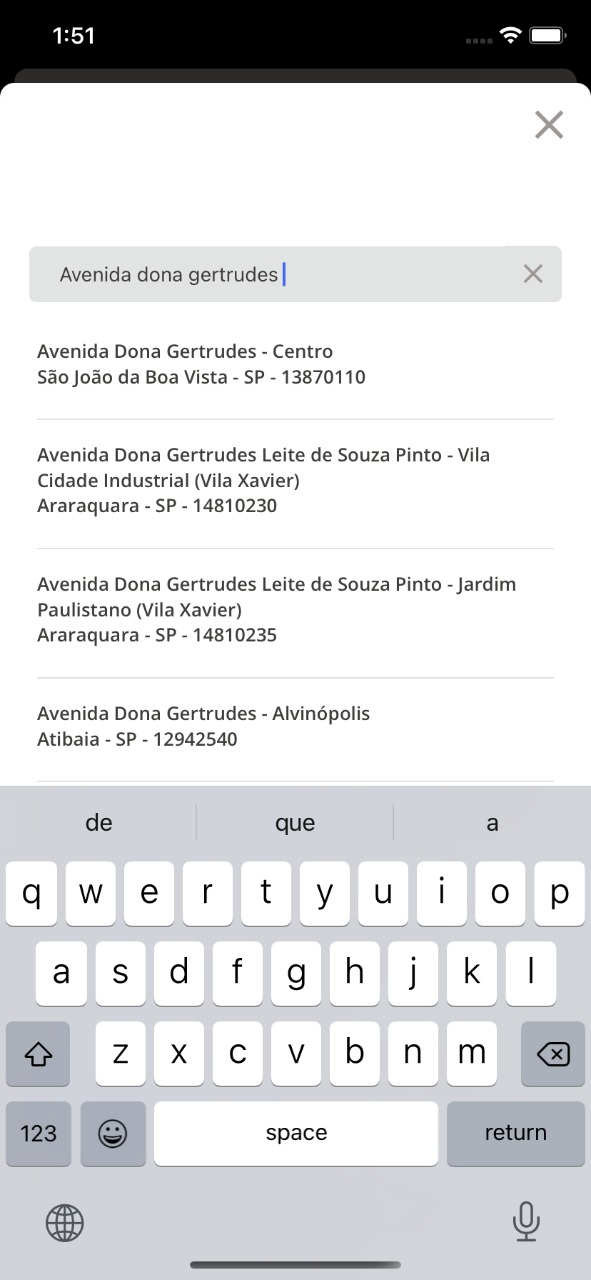 1:51
Avenida dona gertrudes
Avenida Dona Gertrudes - Centro
São João da Boa Vista - SP - 13870110
Avenida Dona Gertrudes Leite de Souza Pinto - Vila
Cidade Industrial (Vila Xavier)
Araraquara - SP - 14810230
Avenida Dona Gertrudes Leite de Souza Pinto - Jardim
Paulistano (Vila Xavier)
Araraquara - SP - 14810235
Avenida Dona Gertrudes - Alvinópolis
Atibaia - SP - 12942540
de que a
q w e r t y u i o p
a s d f g h j k l
z x c v b n m
123 space return